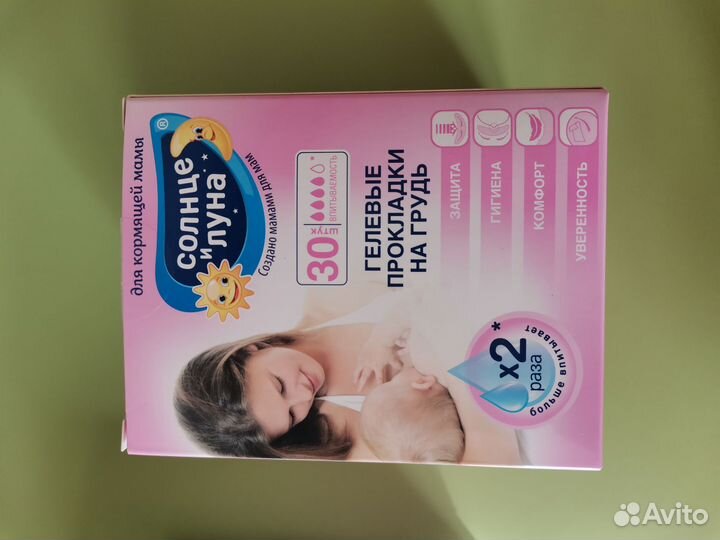 для кормящей мамы
СОЛНЦЕ
И ЛУНА
®
Создано мамами для мам
30
ШТУК
ВПИТЫВАЕМОСТЬ
*
ГЕЛЕВЫЕ
ПРОКЛАДКИ
НА ГРУДЬ
ЗАЩИТА
ГИГИЕНА
КОМФОРТ
УВЕРЕННОСТЬ
х2*
раза
больше впитывает
Avito